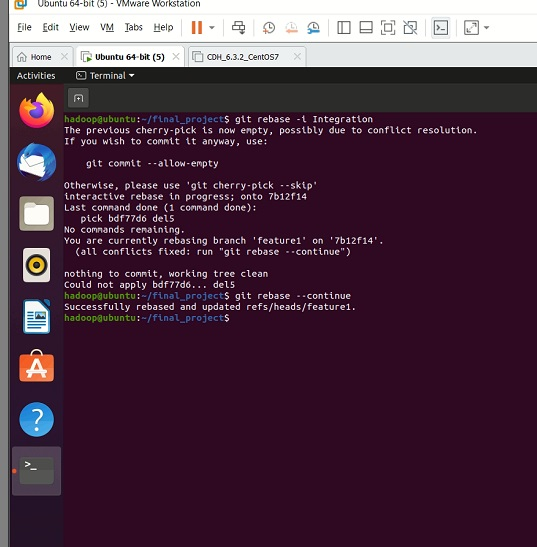 Ubuntu 64-bit (5) - VMware Workstation
File Edit View VM Tabs Help
Home Ubuntu 64-bit (5) CDH_6.3.2_CentOS7
Activities Terminal
hadoop@ubuntu:~/final_project$ git rebase -i Integration
The previous cherry-pick is now empty, possibly due to conflict resolution.
If you wish to commit it anyway, use:
git commit --allow-empty
Otherwise, please use 'git cherry-pick --skip'
interactive rebase in progress; onto 7b12f14
Last command done (1 command done):
pick bdf77d6 del5
No commands remaining.
You are currently rebasing branch 'feature1' on '7b12f14'.
(all conflicts fixed: run "git rebase --continue")
nothing to commit, working tree clean
Could not apply bdf77d6... del5
hadoop@ubuntu:~/final_project$ git rebase --continue
Successfully rebased and updated refs/heads/feature1.
hadoop@ubuntu:~/final_project$